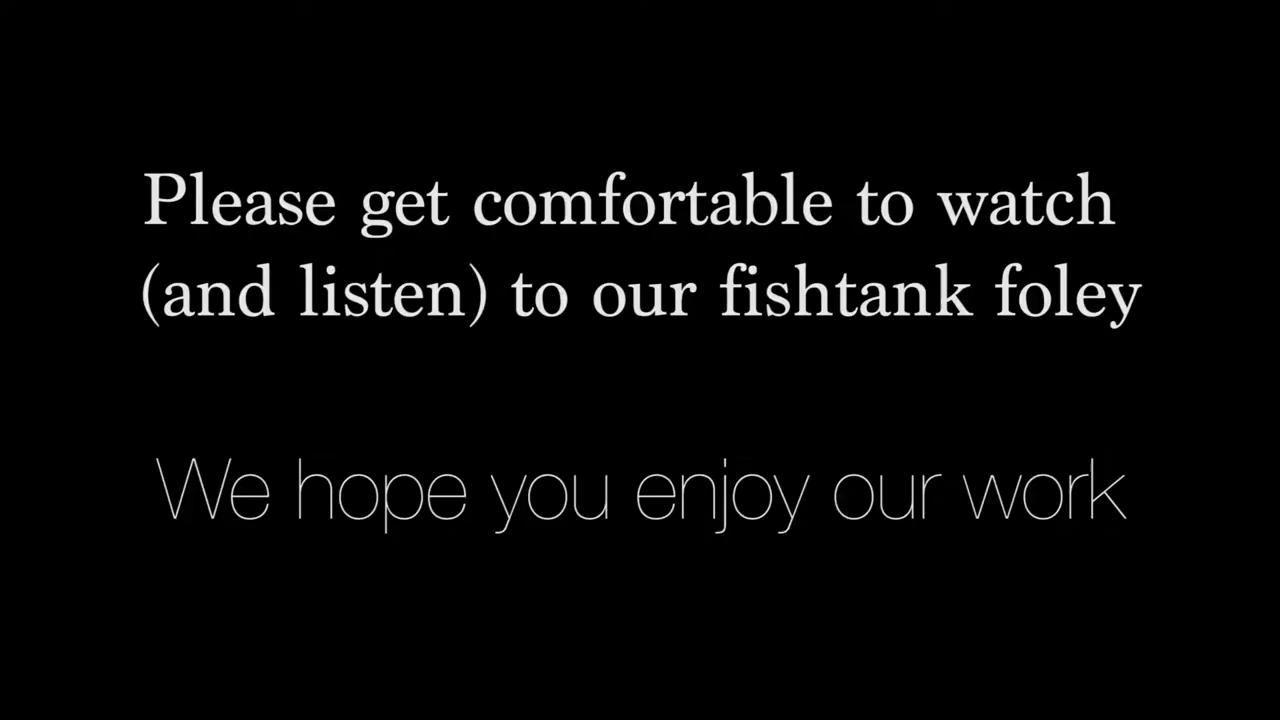 Please get comfortable to watch
(and listen) to our fishtank foley
We hope you enjoy our work